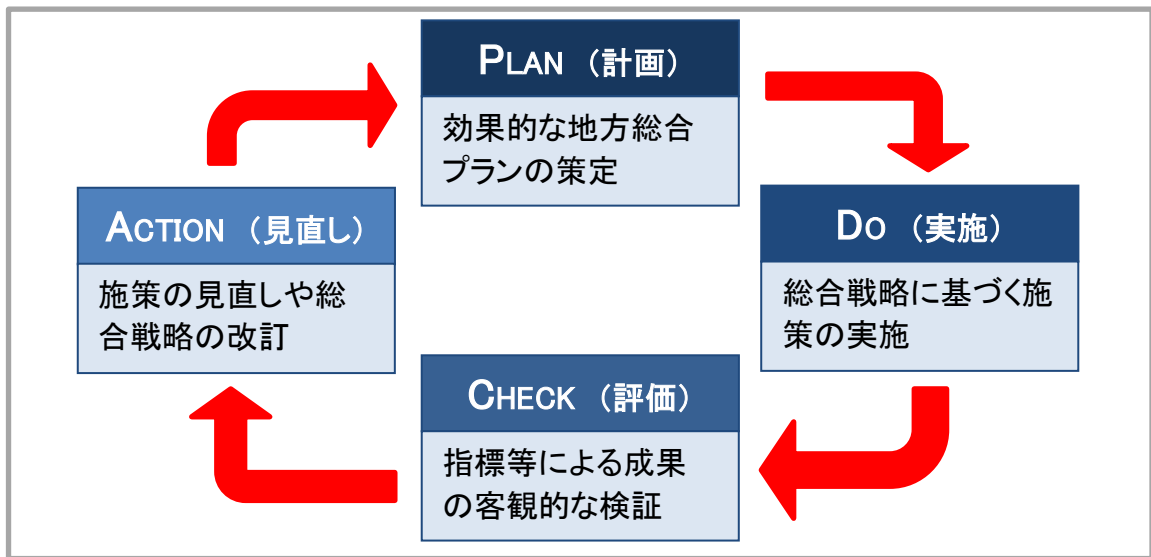 PLAN （計画）
効果的な地方総合
プランの策定
DO （実施）
総合戦略に基づく施
策の実施
CHECK （評価）
指標等による成果
の客観的な検証
ACTION （見直し）
施策の見直しや総
合戦略の改訂